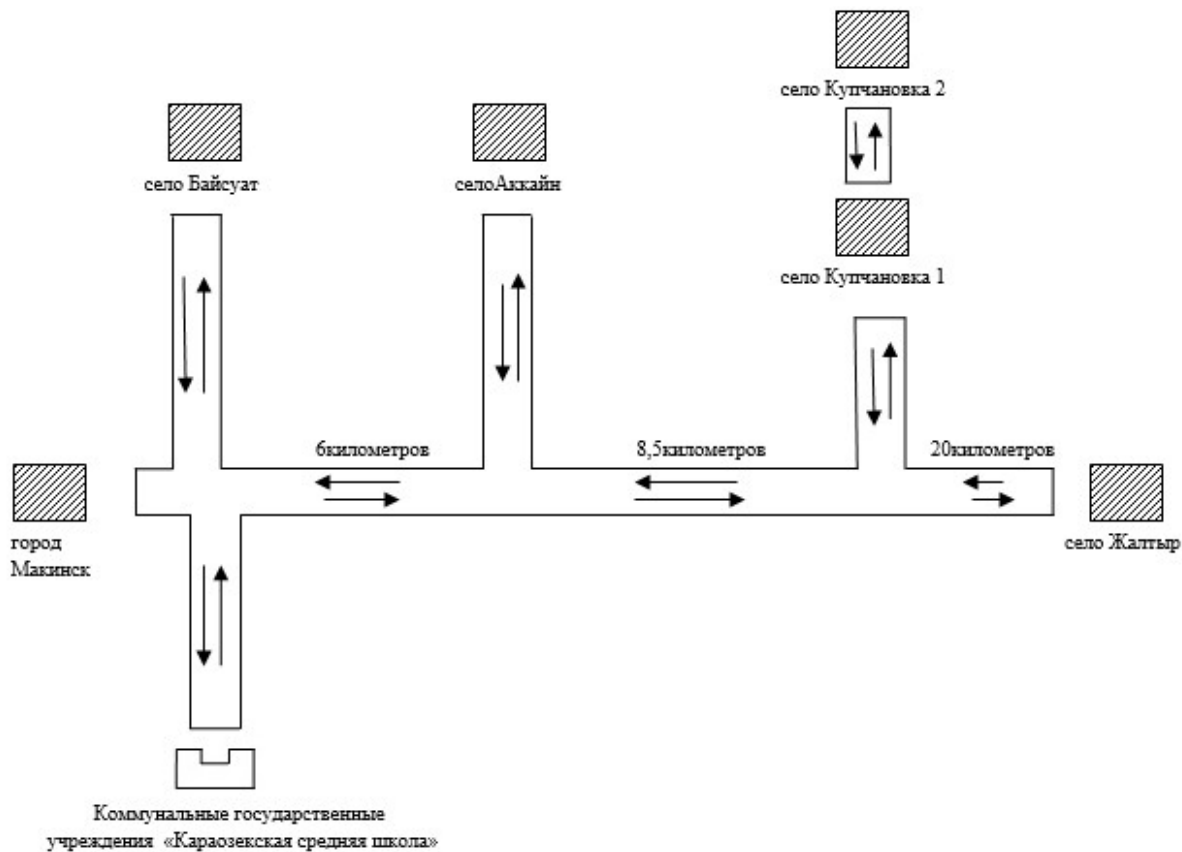 село Купчановка 2
село Байсуат
селоАккайн
село Купчановка 1
6километров
8,5километров
20километров
город
Макинск
село Жалтыр
Коммунальные государственные
учреждения «Караозекская средняя школа»